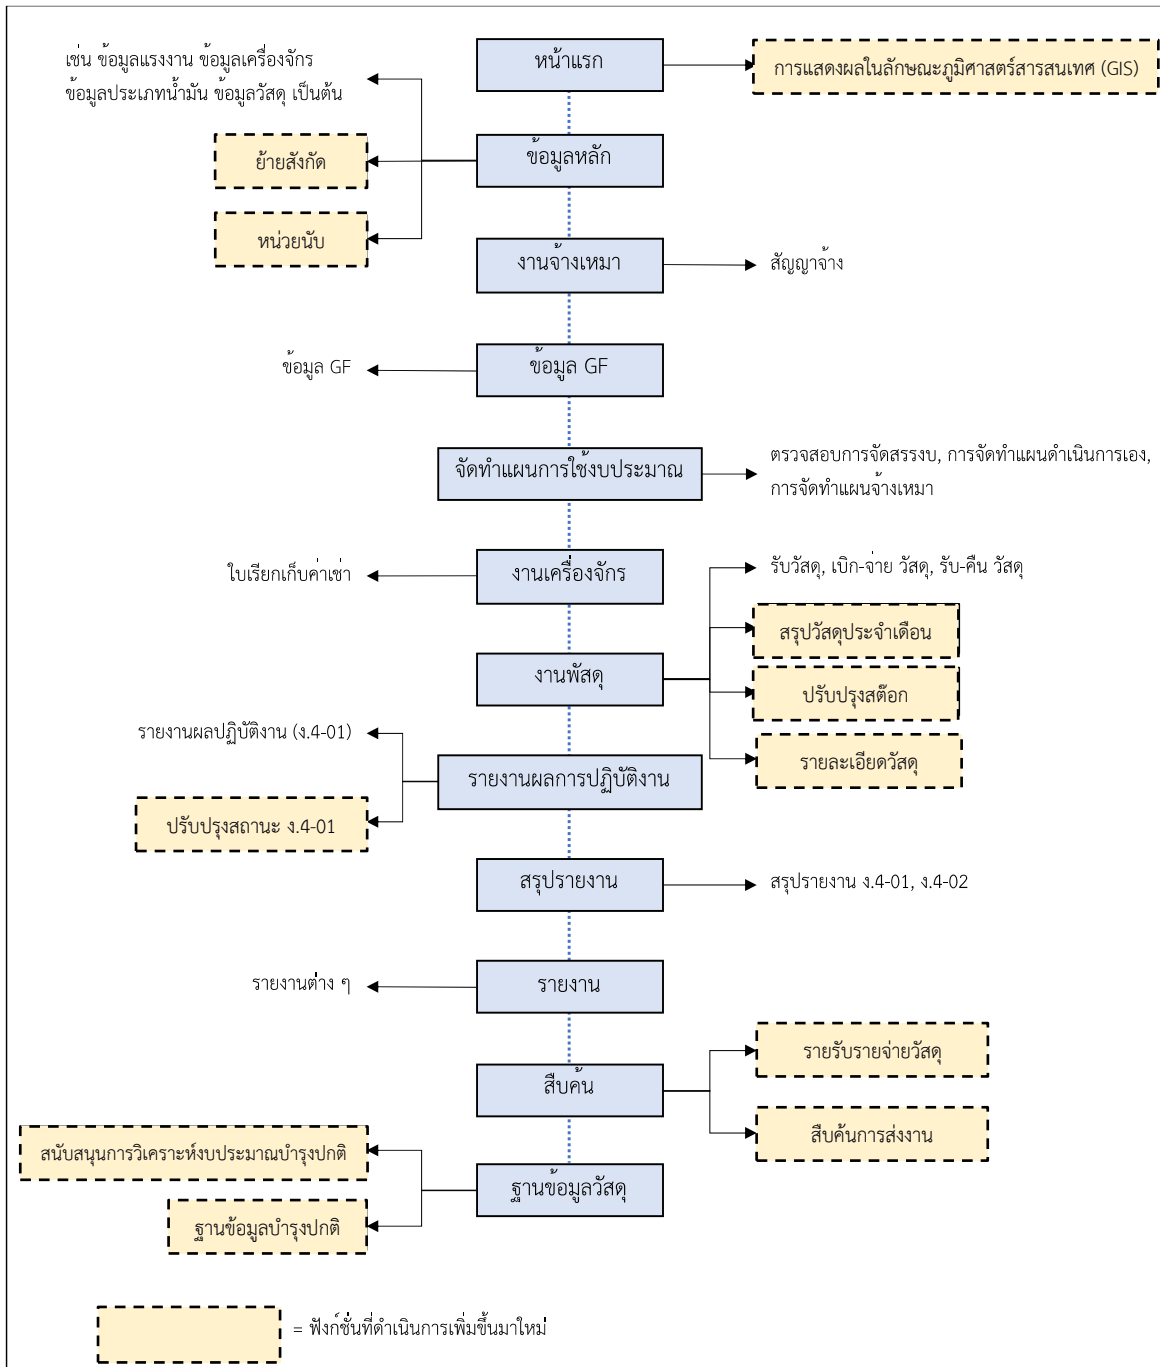 หน้าแรก
การแสดงผลในลักษณะภูมิศาสตร์สารสนเทศ (GIS)
เช่น ข้อมูลแรงงาน ข้อมูลเครื่องจักร
ข้อมูลประเภทน้ำมัน ข้อมูลวัสดุ เป็นต้น
ข้อมูลหลัก
ย้ายสังกัด
หน่วยนับ
งานจ้างเหมา
สัญญาจ้าง
ข้อมูล GF
ข้อมูล GF
จัดทำแผนการใช้งบประมาณ
ตรวจสอบการจัดสรรงบ, การจัดทำแผนดำเนินการเอง,
การจัดทำแผนจ้างเหมา
ใบเรียกเก็บค่าเช่า
งานเครื่องจักร
รับวัสดุ, เบิก-จ่าย วัสดุ, รับ-คืน วัสดุ
สรุปวัสดุประจำเดือน
งานพัสดุ
ปรับปรุงสต๊อก
รายละเอียดวัสดุ
รายงานผลปฏิบัติงาน (ง.4-01)
รายงานผลการปฏิบัติงาน
ปรับปรุงสถานะ ง.4-01
สรุปรายงาน
สรุปรายงาน ง.4-01, ง.4-02
รายงานต่าง ๆ
รายงาน
รายรับรายจ่ายวัสดุ
สืบค้น
สืบค้นการส่งงาน
สนับสนุนการวิเคราะห์งบประมาณบำรุงปกติ
ฐานข้อมูลวัสดุ
ฐานข้อมูลบำรุงปกติ
= ฟังก์ชั่นที่ดำเนินการเพิ่มขึ้นมาใหม่